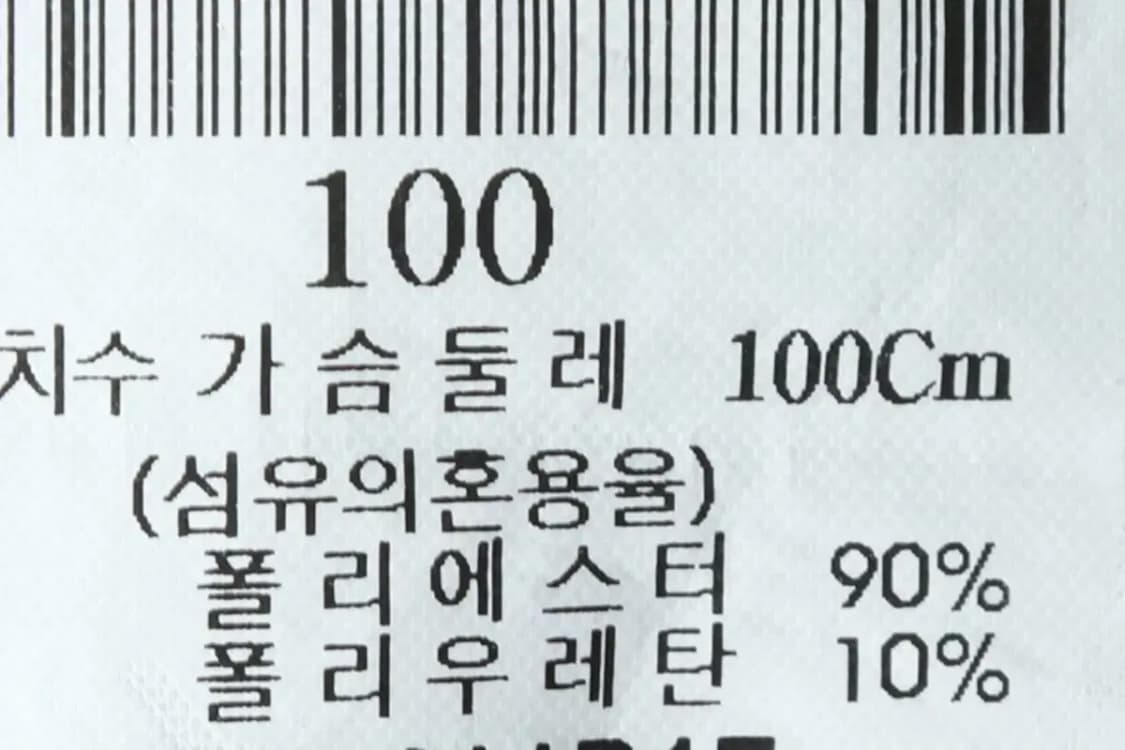 100
치수 가슴둘레 100Cm
(섬유의혼용율)
폴리에스터 90%
폴리우레탄 10%